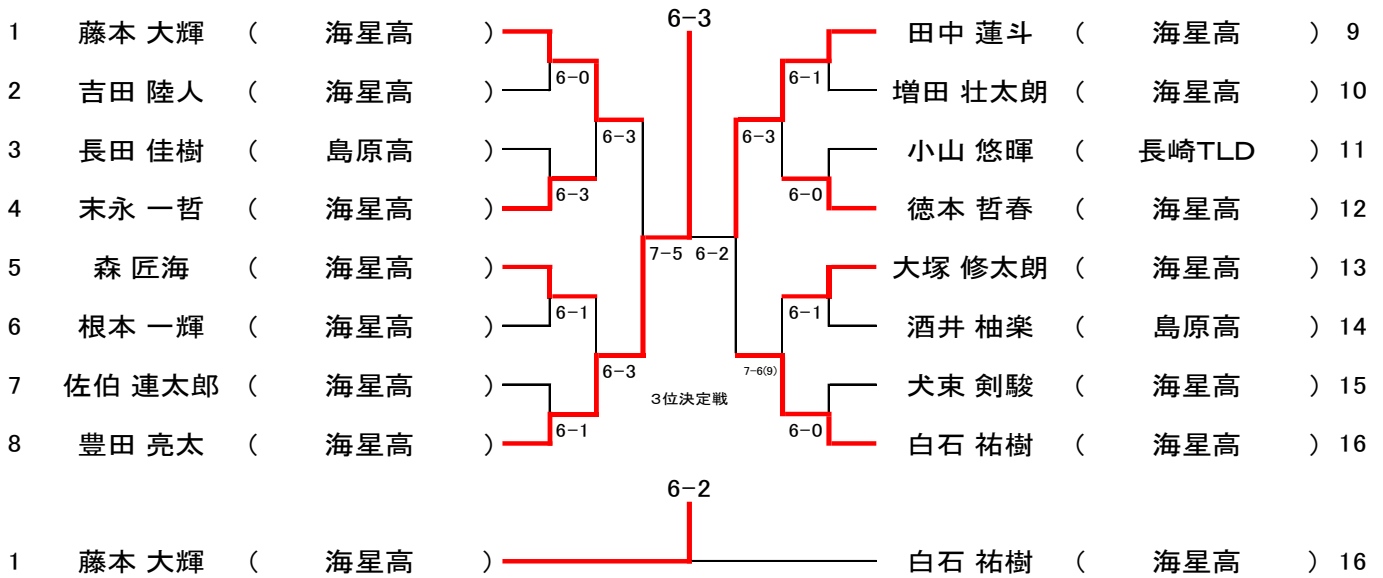 6-3
1 藤本 大輝 ( 海星高 ) 田中 蓮斗 ( 海星高 ) 9
6-0 6-1
2 吉田 陸人 ( 海星高 ) 増田 壮太朗 ( 海星高 ) 10
6-3 6-3
3 長田 佳樹 ( 島原高 ) 小山 悠暉 ( 長崎TLD ) 11
6-3 6-0
4 末永 一哲 ( 海星高 ) 徳本 哲春 ( 海星高 ) 12
7-5 6-2
5 森 匠海 ( 海星高 ) 大塚 修太朗 ( 海星高 ) 13
6-1 6-1
6 根本 一輝 ( 海星高 ) 酒井 柚楽 ( 島原高 ) 14
6-3 7-6(9)
7 佐伯 連太郎 ( 海星高 ) 犬束 剣駿 ( 海星高 ) 15
3位決定戦
6-1 6-0
8 豊田 亮太 ( 海星高 ) 白石 祐樹 ( 海星高 ) 16
6-2
1 藤本 大輝 ( 海星高 ) 白石 祐樹 ( 海星高 ) 16